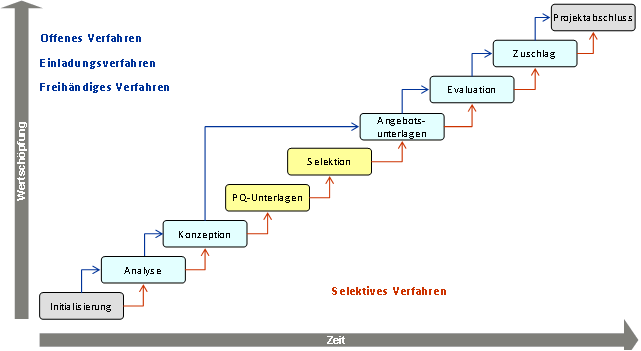 Projektabschluss
Offenes Verfahren
Zuschlag
Einladungsverfahren
Freihändiges Verfahren
Evaluation
Angebots-
unterlagen
Wertschöpfung
Selektion
PQ-Unterlagen
Konzeption
Analyse
Selektives Verfahren
Initialisierung
Zeit